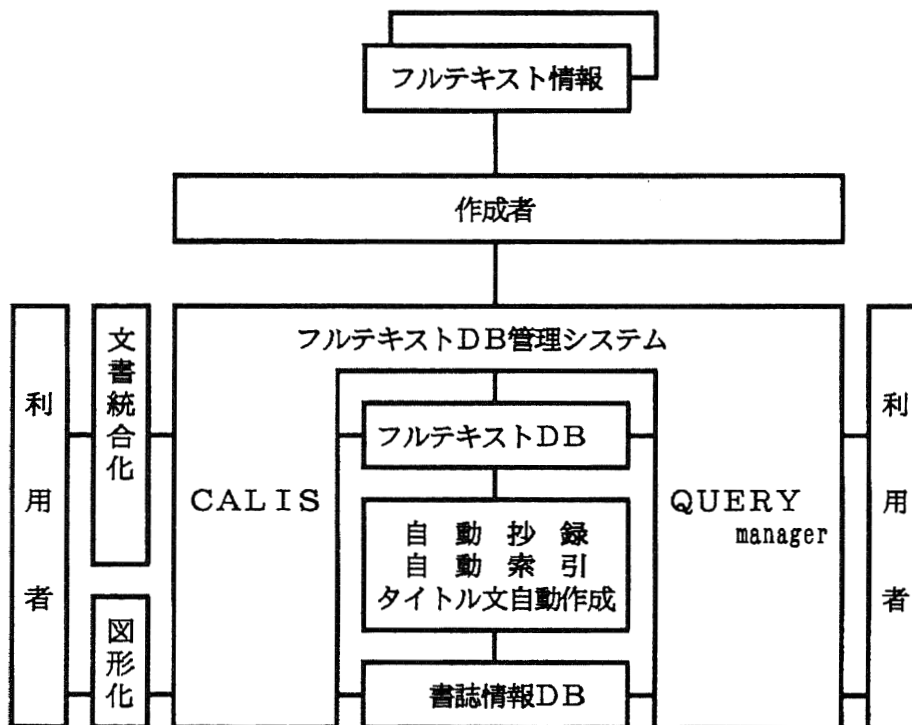 フルテキスト情報
作成者
フルテキストDB管理システム
利用者
文書統合化
図形化
CALIS
フルテキストDB
自動抄録
自動索引
タイトル文自動作成
書誌情報DB
QUERY
manager
利用者